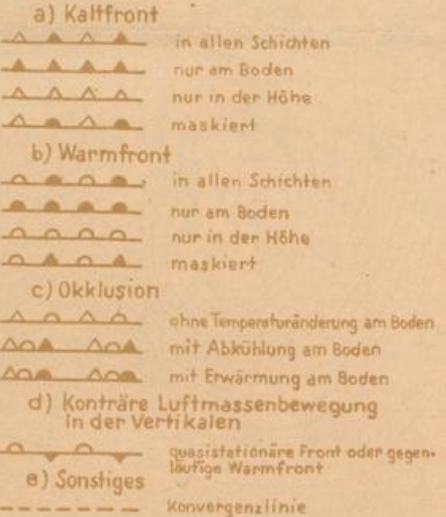 a) Kaltfront
in allen Schichten
nur am Boden
nur in der Höhe
maskiert
b) Warmfront
in allen Schichten
nur am Boden
nur in der Höhe
maskiert
c) Okklusion
ohne Temperaturänderung am Boden
mit Abkühlung am Boden
mit Erwärmung am Boden
d) Konträre Luftmassenbewegung
in der Vertikalen
quasistationäre Front oder gegen-
läufige Warmfront
e) Sonstiges
Konvergenzlinie